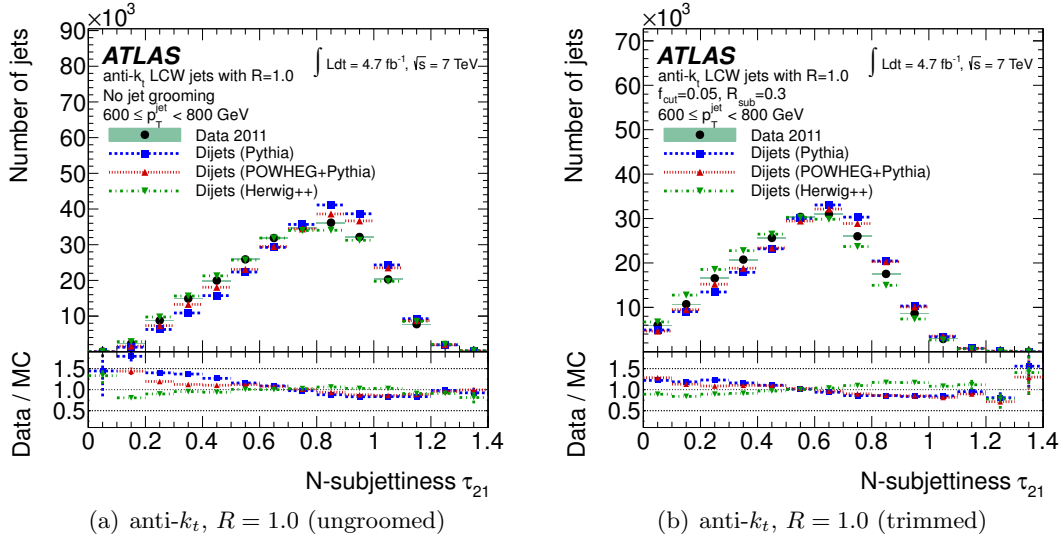 ×10³
90
80
70
60
50
40
30
20
10
Number of jets
ATLAS
∫ Ldt = 4.7 fb⁻¹, √s = 7 TeV
anti-kₜ LCW jets with R=1.0
No jet grooming
600 ≤ p_T^jet < 800 GeV
Data 2011
Dijets (Pythia)
Dijets (POWHEG+Pythia)
Dijets (Herwig++)
Data / MC
1.5
1.0
0.5
0 0.2 0.4 0.6 0.8 1 1.2 1.4
N-subjettiness τ₂₁
(a) anti-kₜ, R = 1.0 (ungroomed)
×10³
70
60
50
40
30
20
10
Number of jets
ATLAS
∫ Ldt = 4.7 fb⁻¹, √s = 7 TeV
anti-kₜ LCW jets with R=1.0
f_cut=0.05, R_sub=0.3
600 ≤ p_T^jet < 800 GeV
Data 2011
Dijets (Pythia)
Dijets (POWHEG+Pythia)
Dijets (Herwig++)
Data / MC
1.5
1.0
0.5
0 0.2 0.4 0.6 0.8 1 1.2 1.4
N-subjettiness τ₂₁
(b) anti-kₜ, R = 1.0 (trimmed)